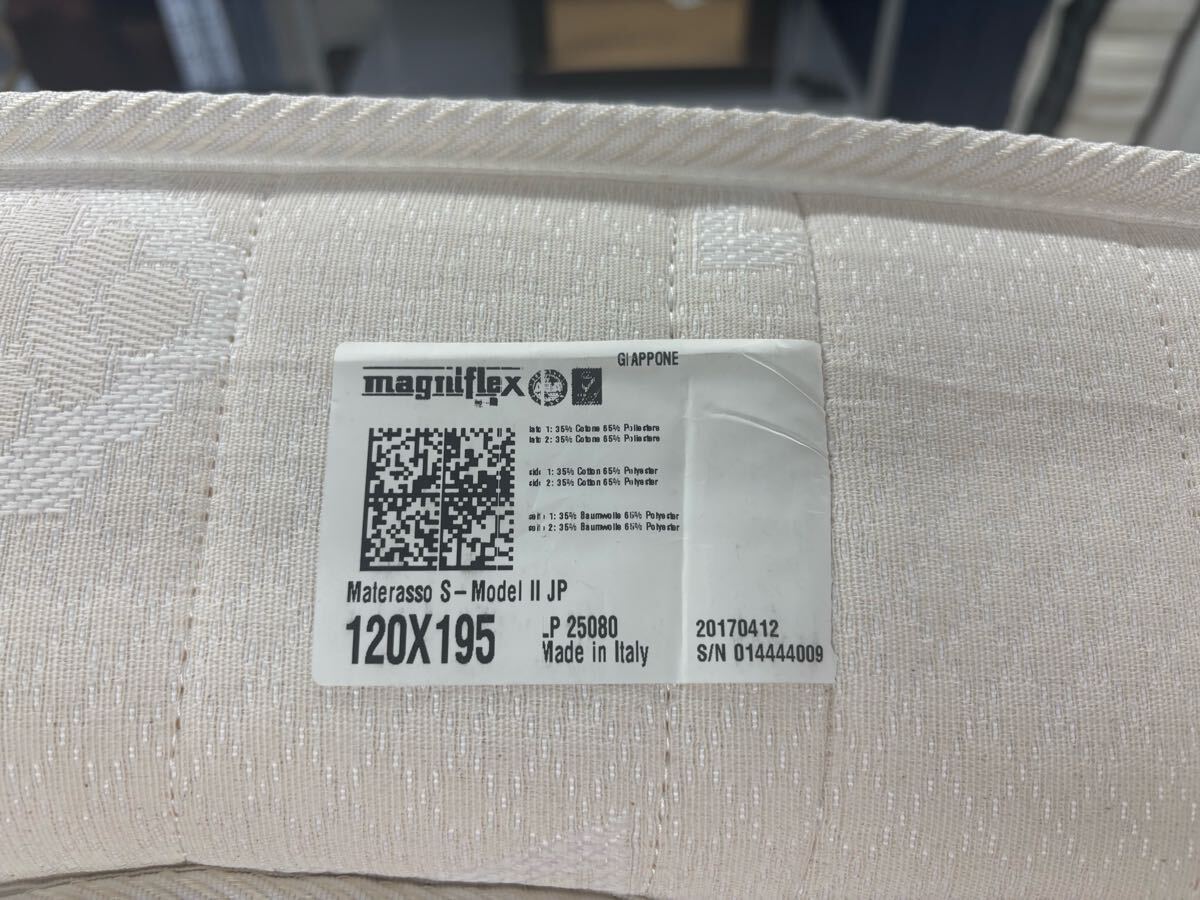 GIAPPONE
magniflex
lato 1: 35% Cotone 65% Poliestere
lato 2: 35% Cotone 65% Poliestere
side 1: 35% Cotton 65% Polyester
side 2: 35% Cotton 65% Polyester
seite 1: 35% Baumwolle 65% Polyester
seite 2: 35% Baumwolle 65% Polyester
Materasso S-Model II JP
120X195
LP 25080
Made in Italy
20170412
S/N 014444009